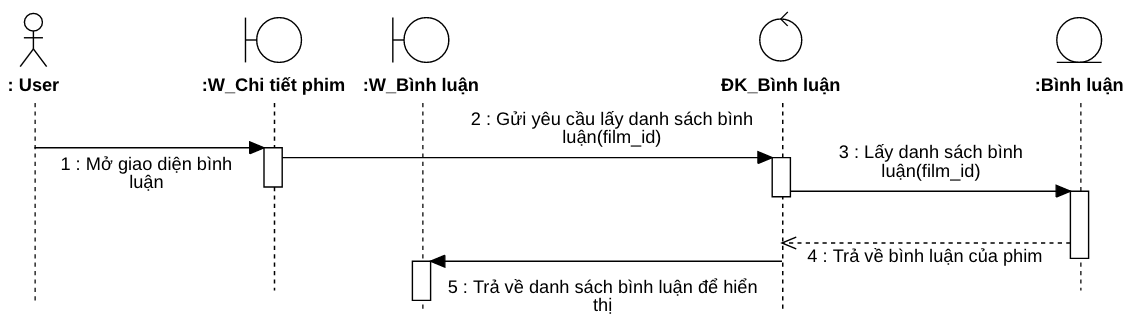 : User
:W_Chi tiết phim
:W_Bình luận
ĐK_Bình luận
:Bình luận
1 : Mở giao diện bình
luận
2 : Gửi yêu cầu lấy danh sách bình
luận(film_id)
3 : Lấy danh sách bình
luận(film_id)
4 : Trả về bình luận của phim
5 : Trả về danh sách bình luận để hiển
thị